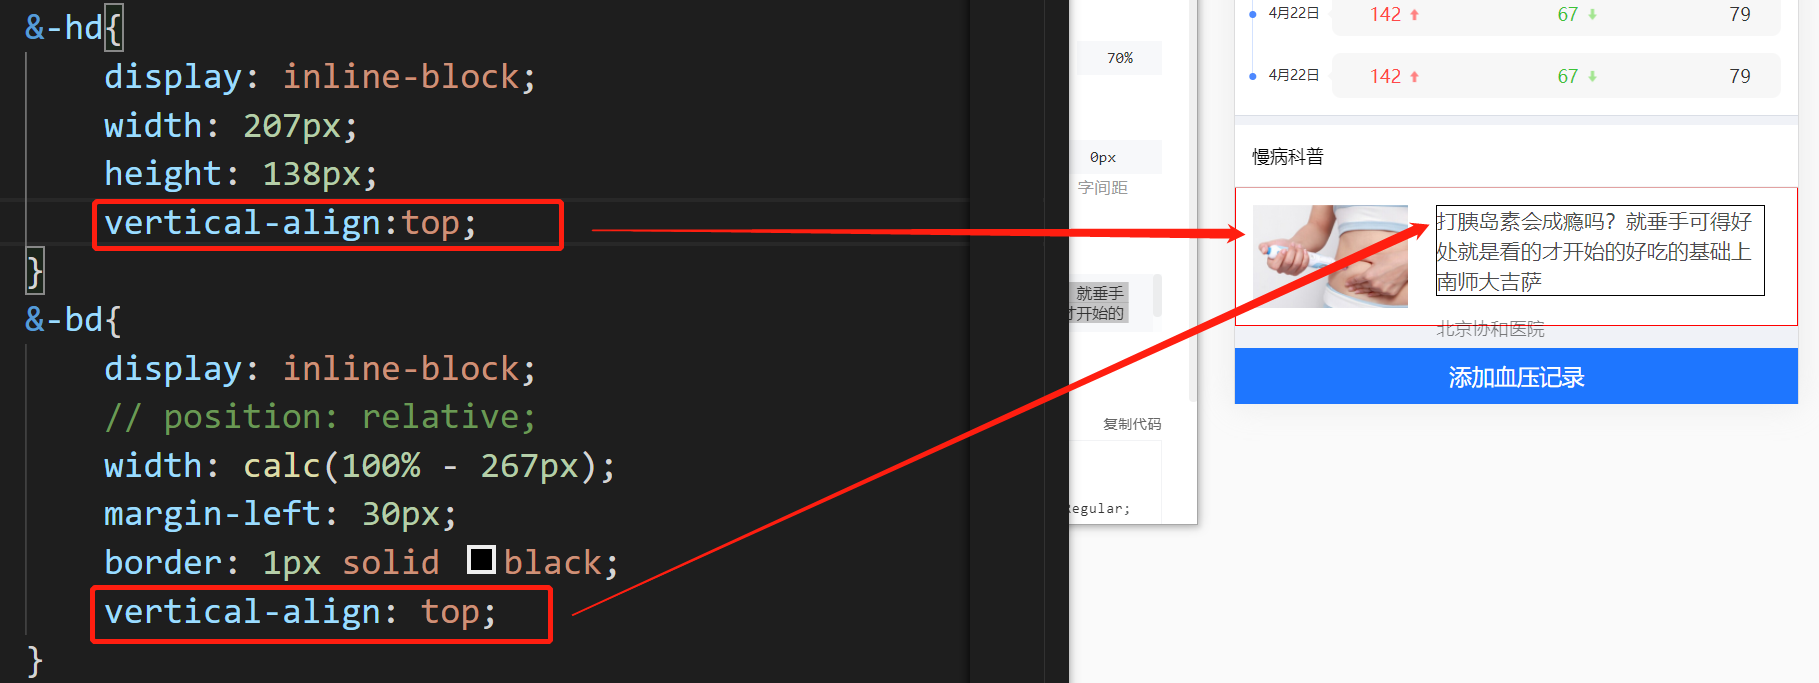 &-hd{
display: inline-block;
width: 207px;
height: 138px;
vertical-align:top;
}
&-bd{
display: inline-block;
// position: relative;
width: calc(100% - 267px);
margin-left: 30px;
border: 1px solid black;
vertical-align: top;
}
70%
0px
字间距
就垂手
才开始的
复制代码
Regular;
4月22日 142 67 79
4月22日 142 67 79
慢病科普
打胰岛素会成瘾吗？就垂手可得好
处就是看的才开始的好吃的基础上
南师大吉萨
北京协和医院
添加血压记录